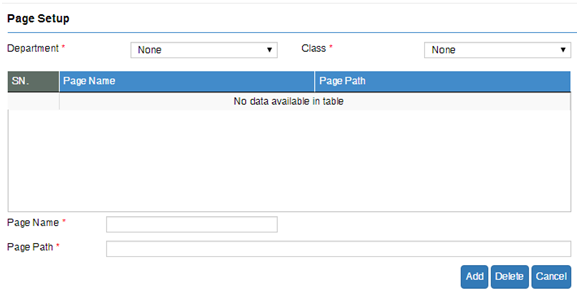 Page Setup
Department * None ▼ Class * None ▼
SN. Page Name Page Path
No data available in table
Page Name *
Page Path *
Add Delete Cancel